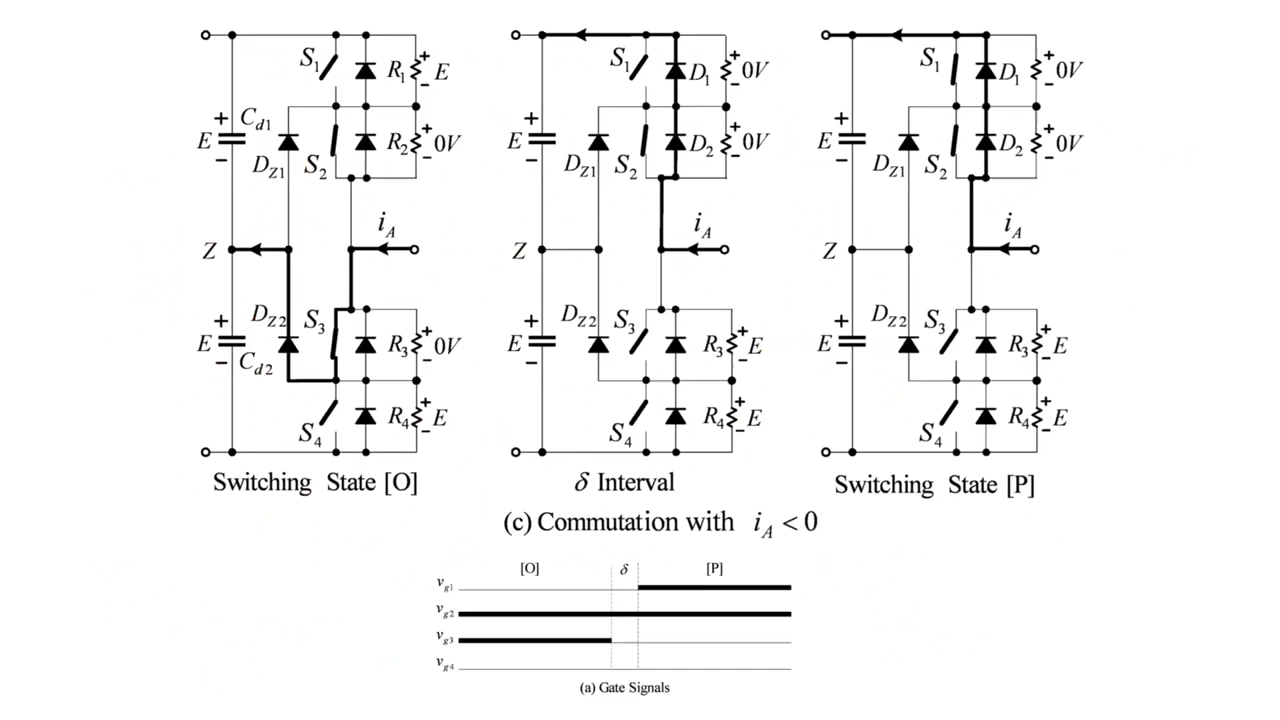 S1 R1 + − E
S1 D1 + − 0V
S1 D1 + − 0V
+ E − Cd1 DZ1 S2 R2 + − 0V
+ E − DZ1 S2 D2 + − 0V
+ E − DZ1 S2 D2 + − 0V
Z iA
Z iA
Z iA
+ E − Cd2 DZ2 S3 R3 + − 0V
+ E − DZ2 S3 R3 + − E
+ E − DZ2 S3 R3 + − E
S4 R4 + − E
S4 R4 + − E
S4 R4 + − E
Switching State [O]
δ Interval
Switching State [P]
(c) Commutation with iA < 0
[O] δ [P]
vg1
vg2
vg3
vg4
(a) Gate Signals